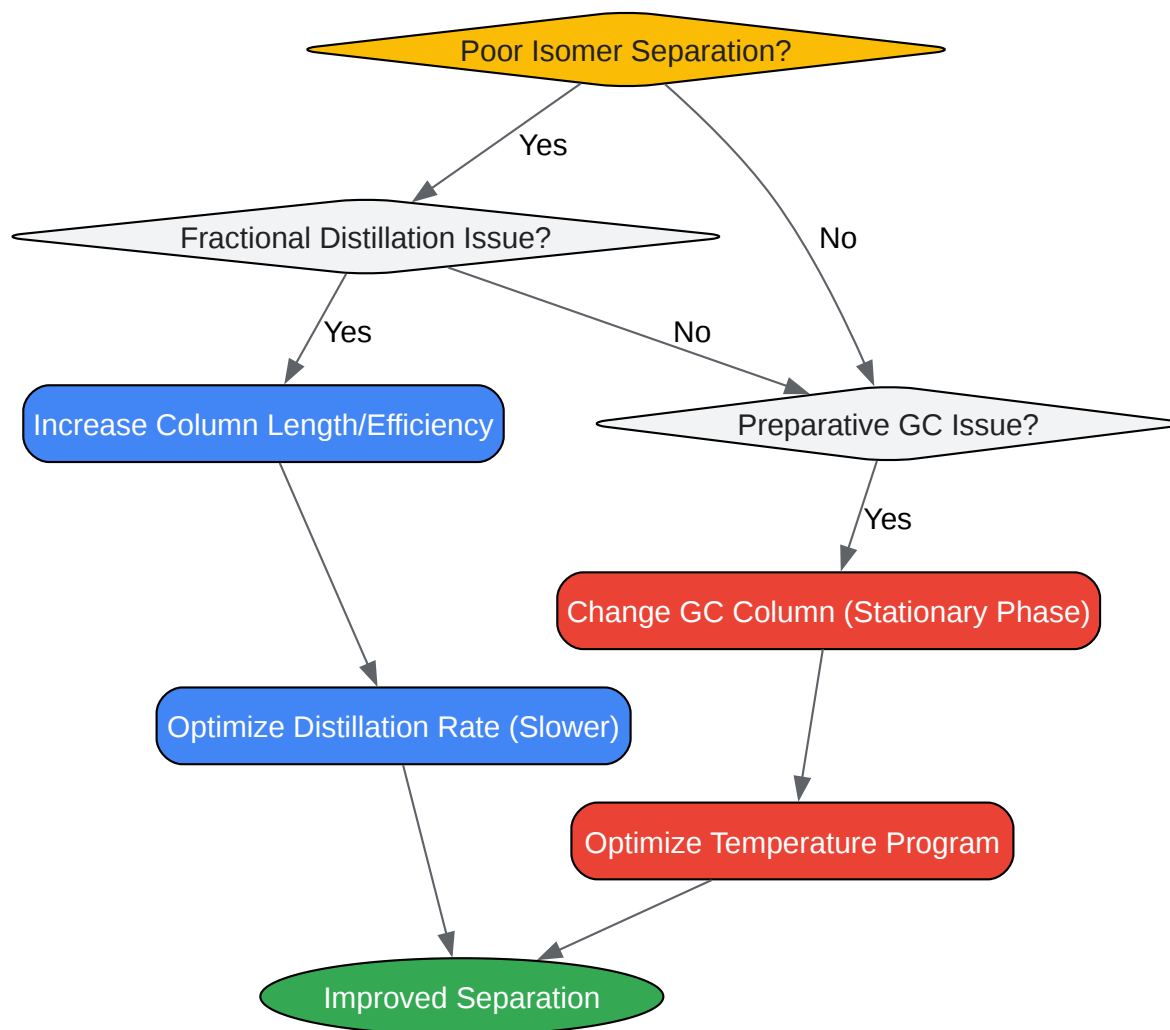 Poor Isomer Separation?
Yes
Fractional Distillation Issue?
No
Yes
No
Increase Column Length/Efficiency
Preparative GC Issue?
Yes
Change GC Column (Stationary Phase)
Optimize Distillation Rate (Slower)
Optimize Temperature Program
Improved Separation